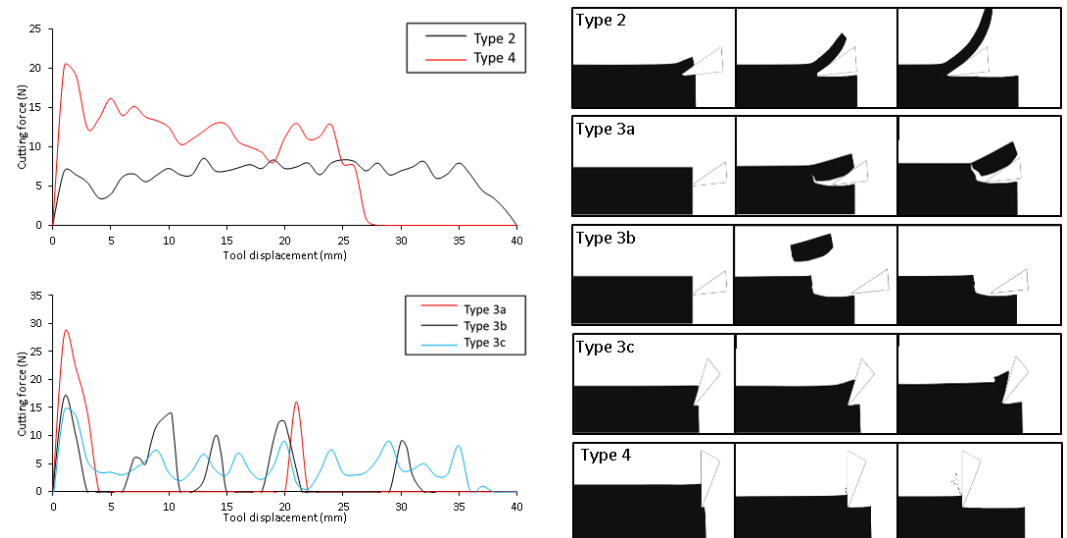 25
20
15
10
5
0
Cutting force (N)
0 5 10 15 20 25 30 35 40
Tool displacement (mm)
Type 2
Type 4
35
30
25
20
15
10
5
0
Cutting force (N)
0 5 10 15 20 25 30 35 40
Tool displacement (mm)
Type 3a
Type 3b
Type 3c
Type 2
Type 3a
Type 3b
Type 3c
Type 4